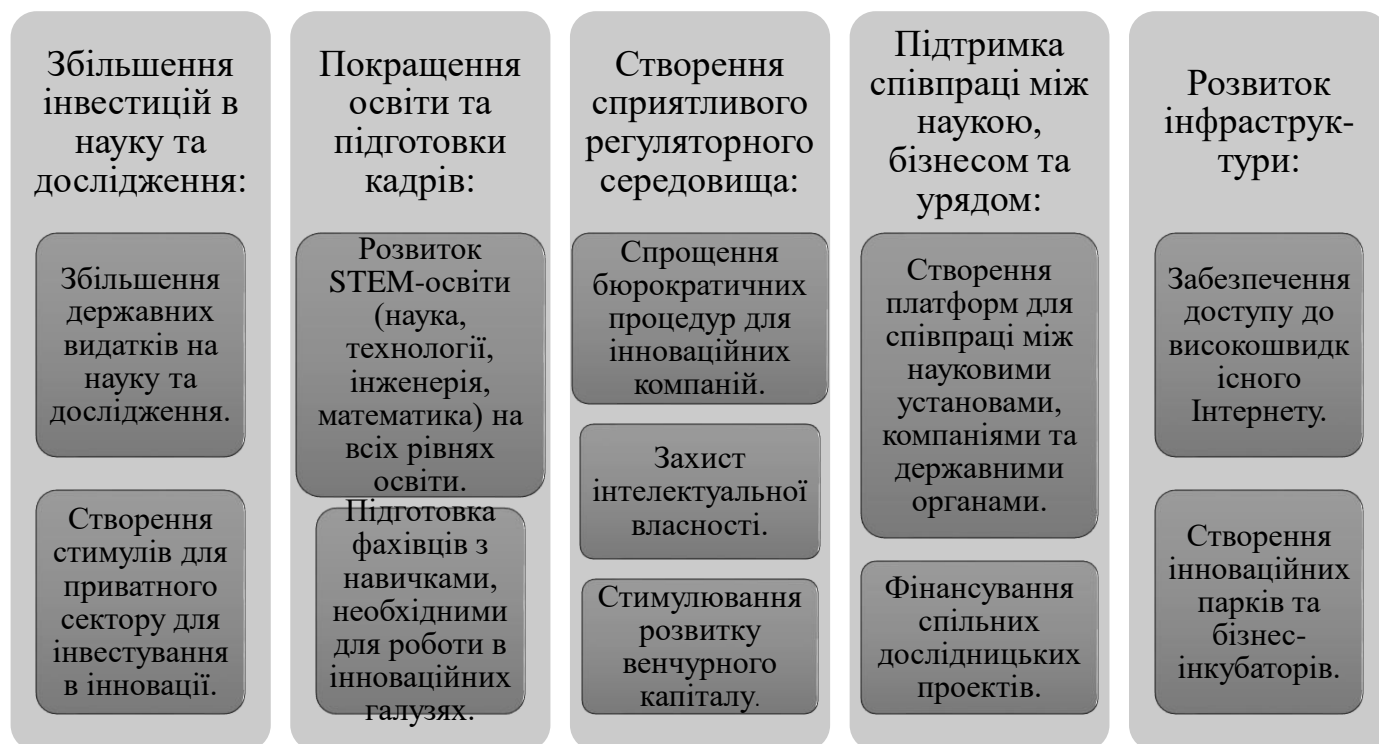 Збільшення
інвестицій в
науку та
дослідження:
Збільшення
державних
видатків на
науку та
дослідження.
Створення
стимулів для
приватного
сектору для
інвестування
в інновації.
Покращення
освіти та
підготовки
кадрів:
Розвиток
STEM-освіти
(наука,
технології,
інженерія,
математика) на
всіх рівнях
освіти.
Підготовка
фахівців з
навичками,
необхідними
для роботи в
інноваційних
галузях.
Створення
сприятливого
регуляторного
середовища:
Спрощення
бюрократичних
процедур для
інноваційних
компаній.
Захист
інтелектуальної
власності.
Стимулювання
розвитку
венчурного
капіталу.
Підтримка
співпраці між
наукою,
бізнесом та
урядом:
Створення
платформ для
співпраці між
науковими
установами,
компаніями та
державними
органами.
Фінансування
спільних
дослідницьких
проектів.
Розвиток
інфраструк-
тури:
Забезпечення
доступу до
високошвидк
існого
Інтернету.
Створення
інноваційних
парків та
бізнес-
інкубаторів.